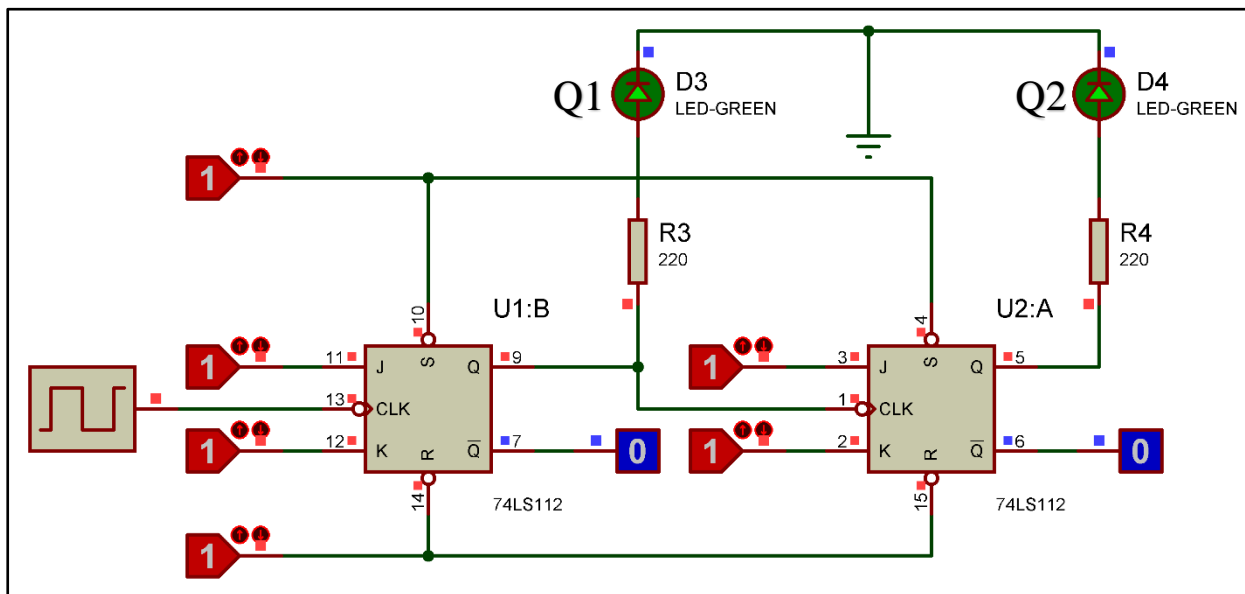 Q1
D3
LED-GREEN
Q2
D4
LED-GREEN
1
R3
220
R4
220
10
U1:B
4
U2:A
1
11
J
S
Q
9
1
3
J
S
Q
5
13
CLK
1
CLK
1
12
K
R
Q
7
0
1
2
K
R
Q
6
0
14
74LS112
15
74LS112
1